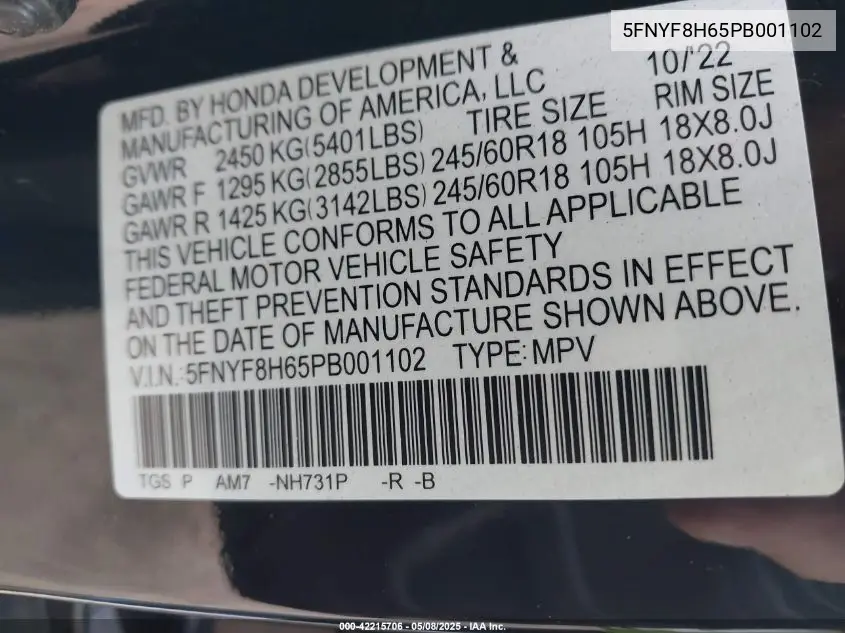 5FNYF8H65PB001102
MFD. BY HONDA DEVELOPMENT & 10/'22
MANUFACTURING OF AMERICA, LLC
GVWR 2450 KG(5401LBS) TIRE SIZE RIM SIZE
GAWR F 1295 KG(2855LBS) 245/60R18 105H 18X8.0J
GAWR R 1425 KG(3142LBS) 245/60R18 105H 18X8.0J
THIS VEHICLE CONFORMS TO ALL APPLICABLE
FEDERAL MOTOR VEHICLE SAFETY
AND THEFT PREVENTION STANDARDS IN EFFECT
ON THE DATE OF MANUFACTURE SHOWN ABOVE.
V.I.N.:5FNYF8H65PB001102 TYPE:MPV
TGS P AM7 -NH731P -R -B
000-42215706 - 05/08/2025 - IAA Inc.